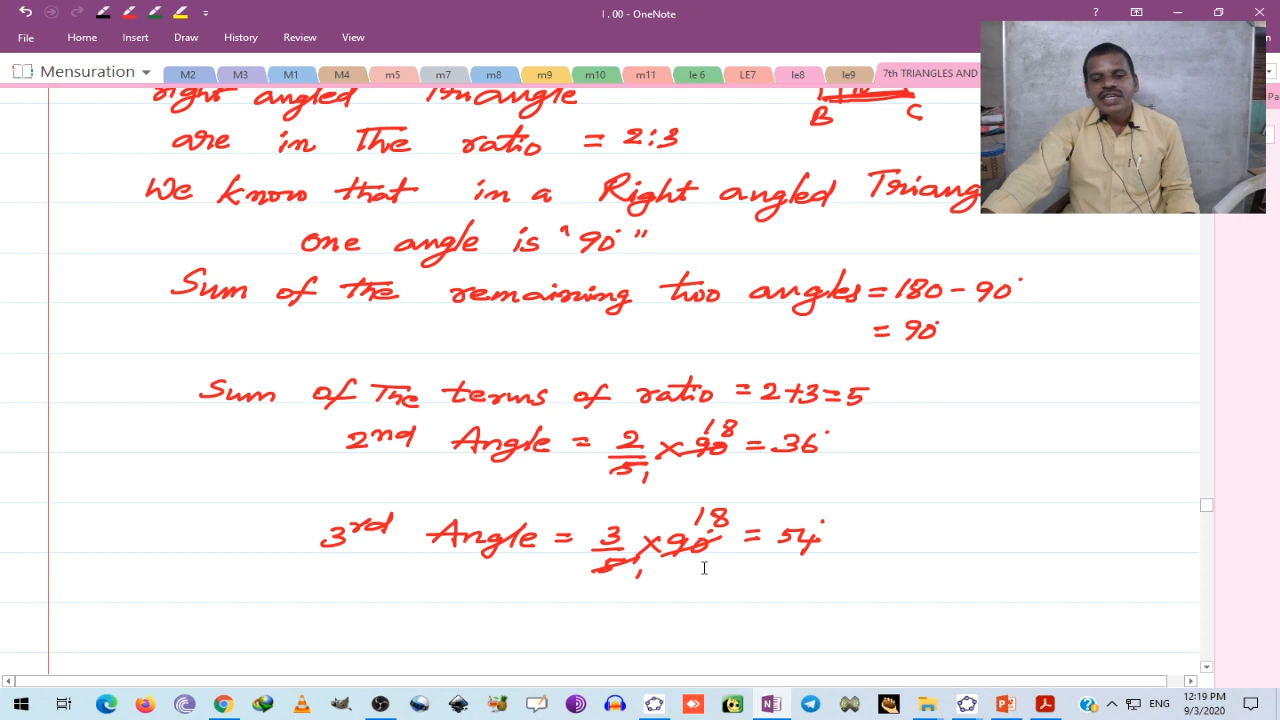 1.00 - OneNote
File Home Insert Draw History Review View
Mensuration M2 M3 M1 M4 m5 m7 m8 m9 m10 m11 le 6 LE7 le8 le9 7th TRIANGLES AND
right angled Triangle
B C
are in The ratio = 2:3
We know that in a Right angled Triang
one angle is "90°"
Sum of the remaining two angles = 180 - 90°
= 90°
Sum of The terms of ratio = 2+3=5
2nd Angle = 2/5 1 × 90 18 = 36°
3rd Angle = 3/5 1 × 90° 18 = 54°
12:19 PM
ENG
9/3/2020